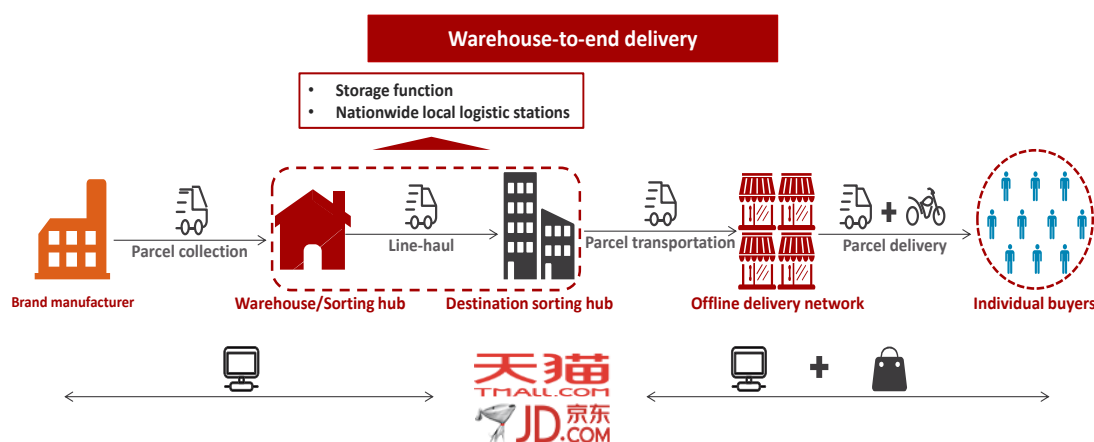 Warehouse-to-end delivery
• Storage function
• Nationwide local logistic stations
Parcel collection
Line-haul
Parcel transportation
Parcel delivery
Brand manufacturer
Warehouse/Sorting hub
Destination sorting hub
Offline delivery network
Individual buyers
天猫
TMALL.COM
JD.京东
.COM